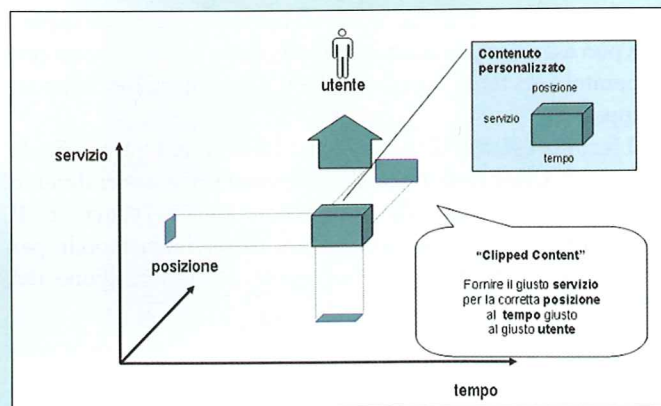 utente
Contenuto
personalizzato
posizione
servizio
tempo
servizio
posizione
"Clipped Content"
Fornire il giusto servizio
per la corretta posizione
al tempo giusto
al giusto utente
tempo